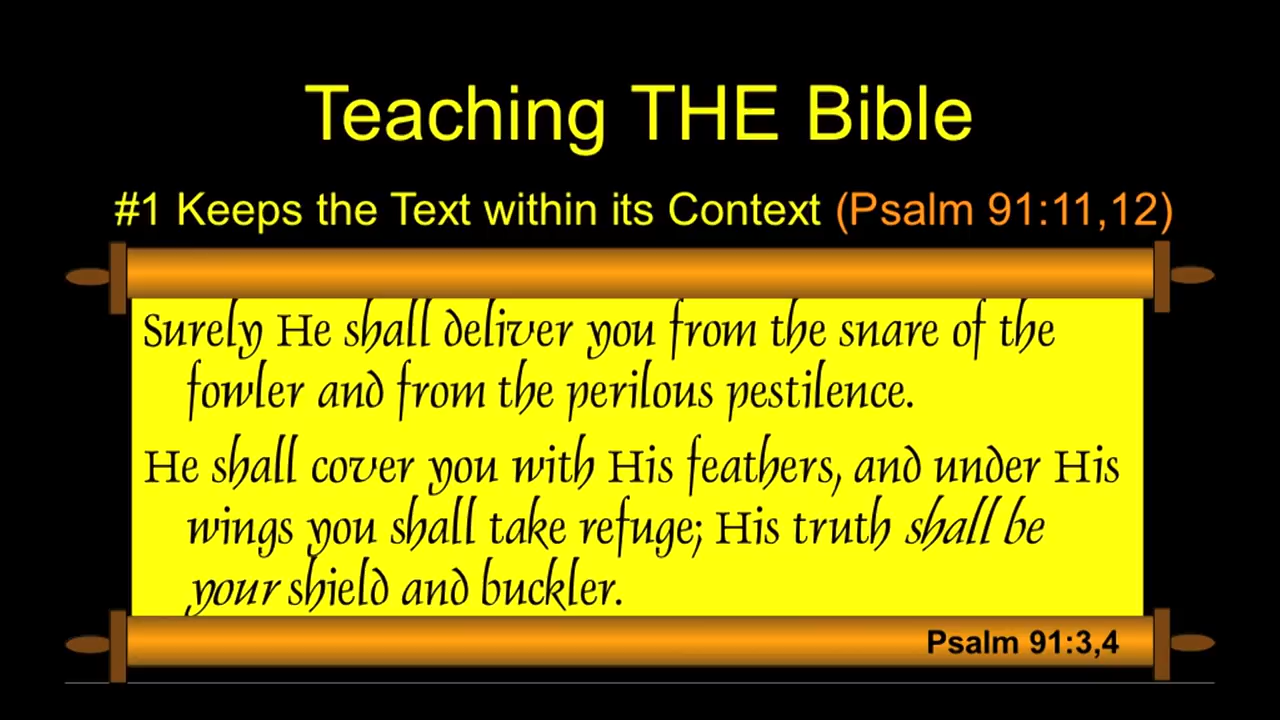 Teaching THE Bible
#1 Keeps the Text within its Context (Psalm 91:11,12)
Surely He shall deliver you from the snare of the
fowler and from the perilous pestilence.
He shall cover you with His feathers, and under His
wings you shall take refuge; His truth shall be
your shield and buckler.
Psalm 91:3,4